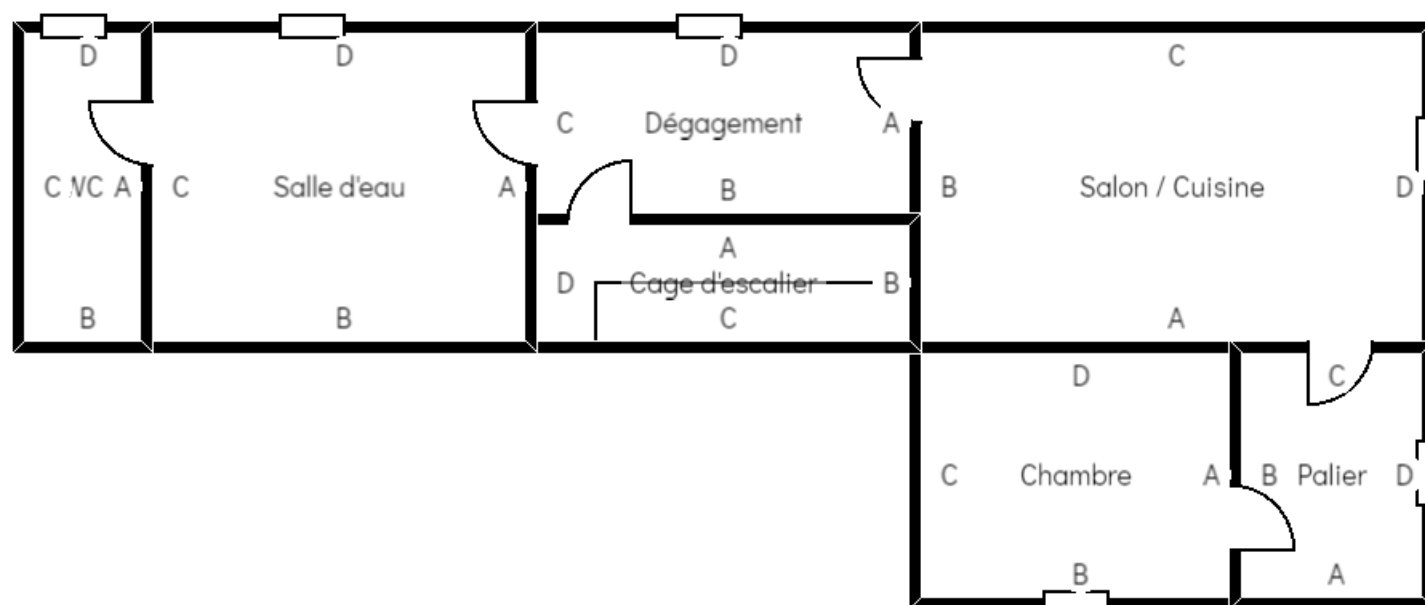 D
D
D
C
C
Dégagement
A
C WC A
C
Salle d'eau
A
B
B
Salon / Cuisine
D
A
D
Cage d'escalier
B
B
B
C
A
D
C
C
Chambre
A
B
Palier
D
B
A